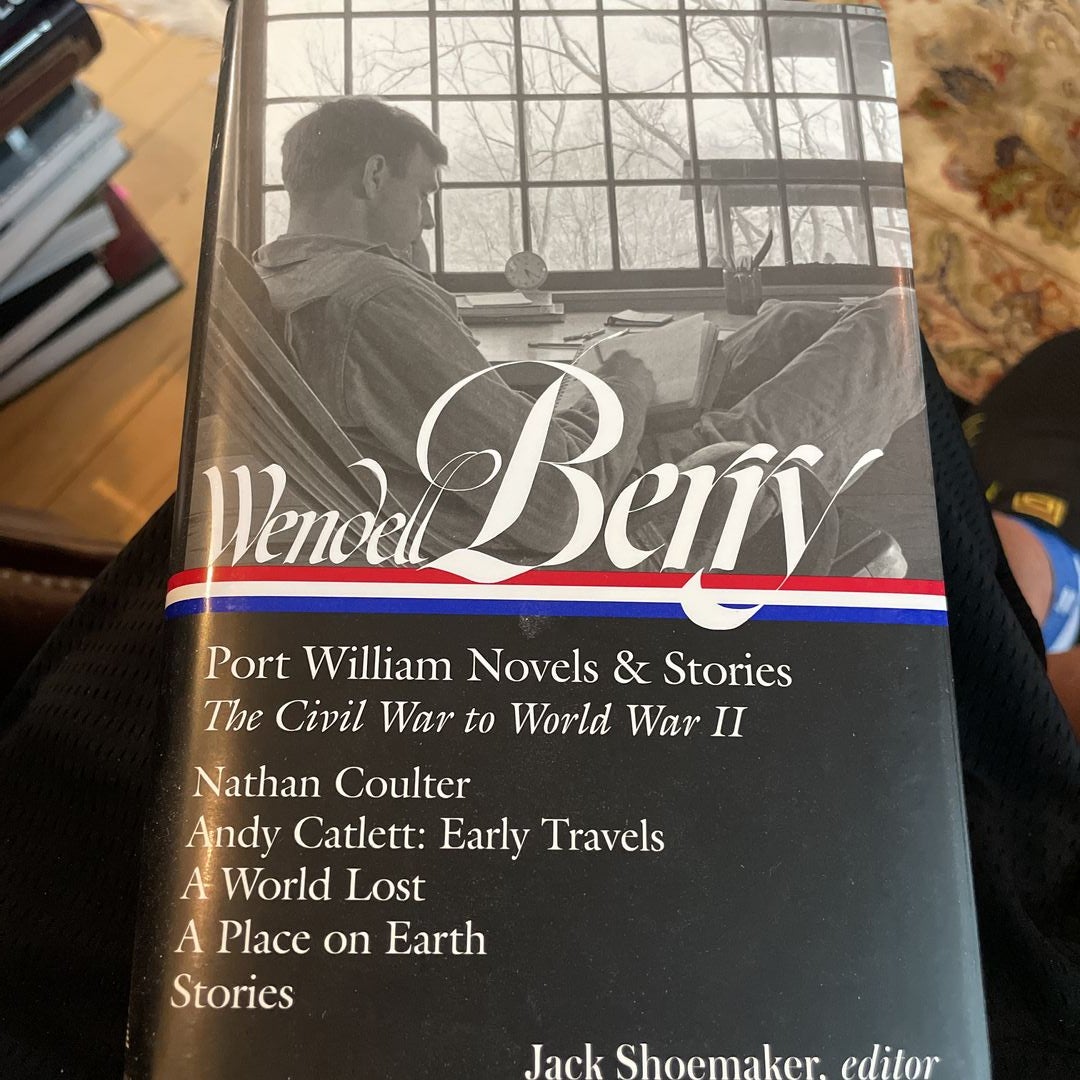 Wendell Berry
Port William Novels & Stories
The Civil War to World War II
Nathan Coulter
Andy Catlett: Early Travels
A World Lost
A Place on Earth
Stories
Jack Shoemaker, editor